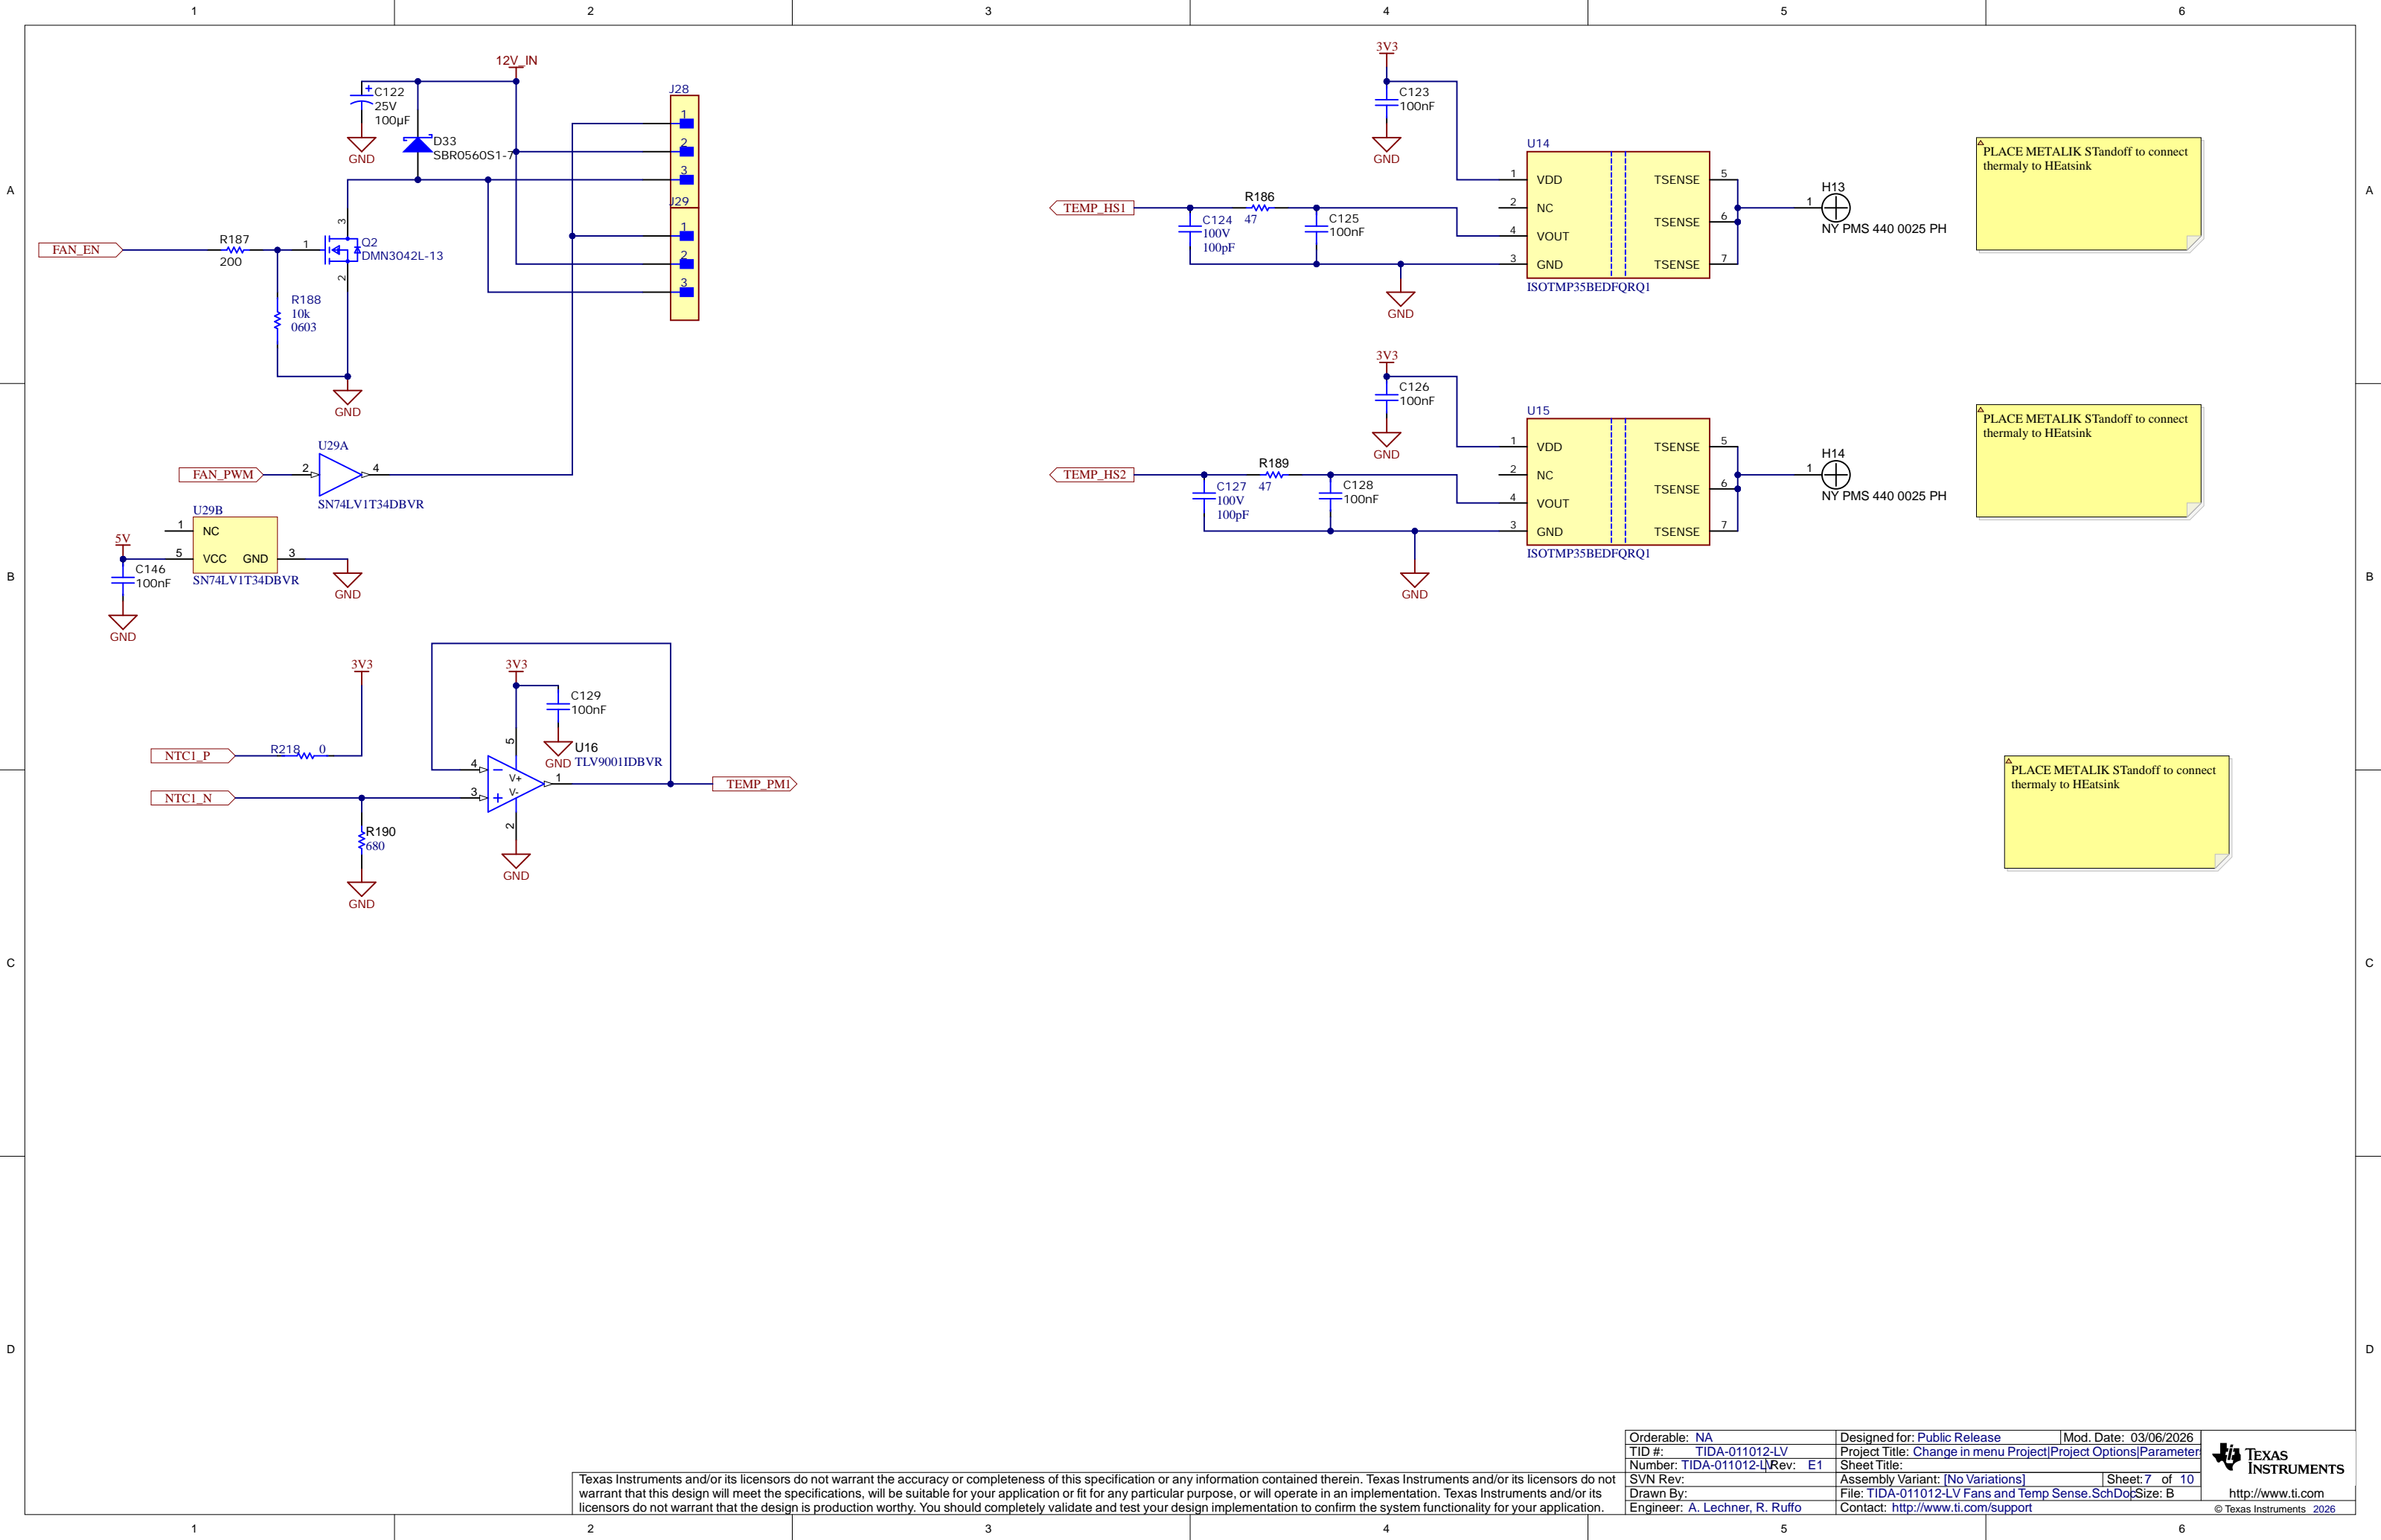 1 2 3 4 5 6
A
B
C
D
12V_IN
C122
25V
100µF
GND
D33
SBR0560S1-7
J28
1
2
3
J29
1
2
3
FAN_EN
R187
200
1
3
2
Q2
DMN3042L-13
R188
10k
0603
GND
U29A
FAN_PWM
2
4
SN74LV1T34DBVR
U29B
1
NC
5V
5
VCC GND
3
C146
100nF
SN74LV1T34DBVR
GND
GND
3V3
3V3
C129
100nF
5
NTC1_P
R218
0
GND
U16
TLV9001IDBVR
4
V+
V-
1
TEMP_PM1
NTC1_N
3
2
R190
680
GND
GND
3V3
C123
100nF
GND
U14
1
VDD
TSENSE
5
2
NC
TSENSE
6
4
VOUT
3
GND
TSENSE
7
ISOTMP35BEDFQRQ1
TEMP_HS1
R186
47
C124
100V
100pF
C125
100nF
GND
1
H13
NY PMS 440 0025 PH
PLACE METALIK STandoff to connect
thermaly to HEatsink
3V3
C126
100nF
GND
U15
1
VDD
TSENSE
5
2
NC
TSENSE
6
4
VOUT
3
GND
TSENSE
7
ISOTMP35BEDFQRQ1
TEMP_HS2
R189
47
C127
100V
100pF
C128
100nF
GND
1
H14
NY PMS 440 0025 PH
PLACE METALIK STandoff to connect
thermaly to HEatsink
PLACE METALIK STandoff to connect
thermaly to HEatsink
A
B
C
D
Texas Instruments and/or its licensors do not warrant the accuracy or completeness of this specification or any information contained therein. Texas Instruments and/or its licensors do not
warrant that this design will meet the specifications, will be suitable for your application or fit for any particular purpose, or will operate in an implementation. Texas Instruments and/or its
licensors do not warrant that the design is production worthy. You should completely validate and test your design implementation to confirm the system functionality for your application.
Orderable: NA
TID #: TIDA-011012-LV
Number: TIDA-011012-LV Rev: E1
SVN Rev:
Drawn By:
Engineer: A. Lechner, R. Ruffo
Designed for: Public Release Mod. Date: 03/06/2026
Project Title: Change in menu Project|Project Options|Parameter
Sheet Title:
Assembly Variant: [No Variations] Sheet: 7 of 10
File: TIDA-011012-LV Fans and Temp Sense.SchDoc Size: B
Contact: http://www.ti.com/support
TEXAS
INSTRUMENTS
http://www.ti.com
© Texas Instruments 2026
1 2 3 4 5 6